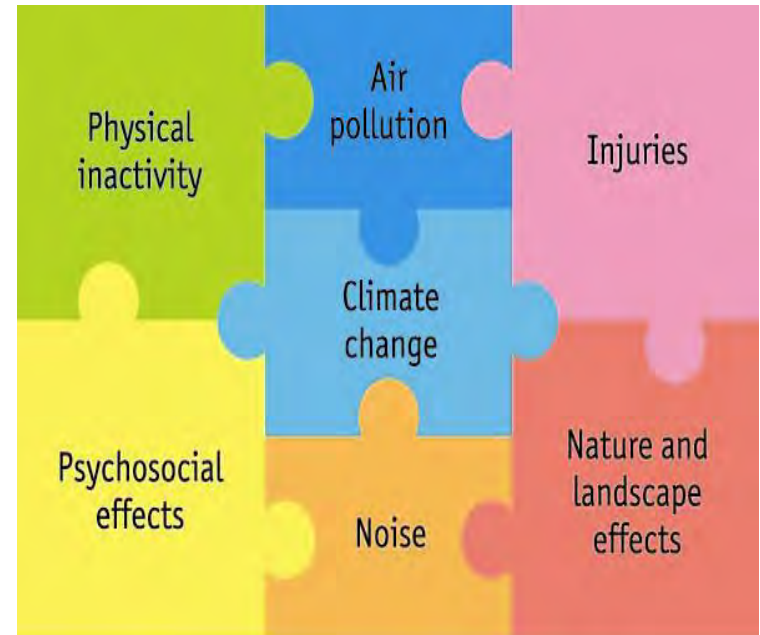 Physical
inactivity
Air
pollution
Injuries
Climate
change
Psychosocial
effects
Noise
Nature and
landscape
effects